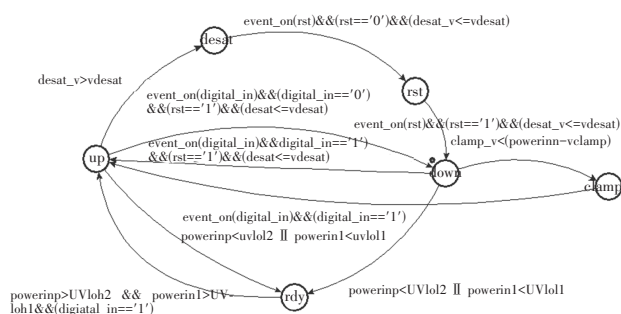 event_on(rst)&&(rst=='0')&&(desat_v<=vdesat)
desat
desat_v>vdesat
event_on(digital_in)&&(digital_in=='0')
&&(rst=='1')&&(desat<=vdesat)
rst
event_on(rst)&&(rst=='1')&&(desat_v<=vdesat)
clamp_v<(powerinn-vclamp)
event_on(digital_in)&&digital_in=='1')
&&(rst=='1')&&(desat<=vdesat)
up
down
clamp
event_on(digital_in)&&(digital_in=='1')
powerinp<uvlol2 || powerin1<uvlol1
powerinp>UVloh2 && powerin1>UV-
loh1&&(digiatal_in=='1')
rdy
powerinp<UVlol2 || powerin1<UVlol1